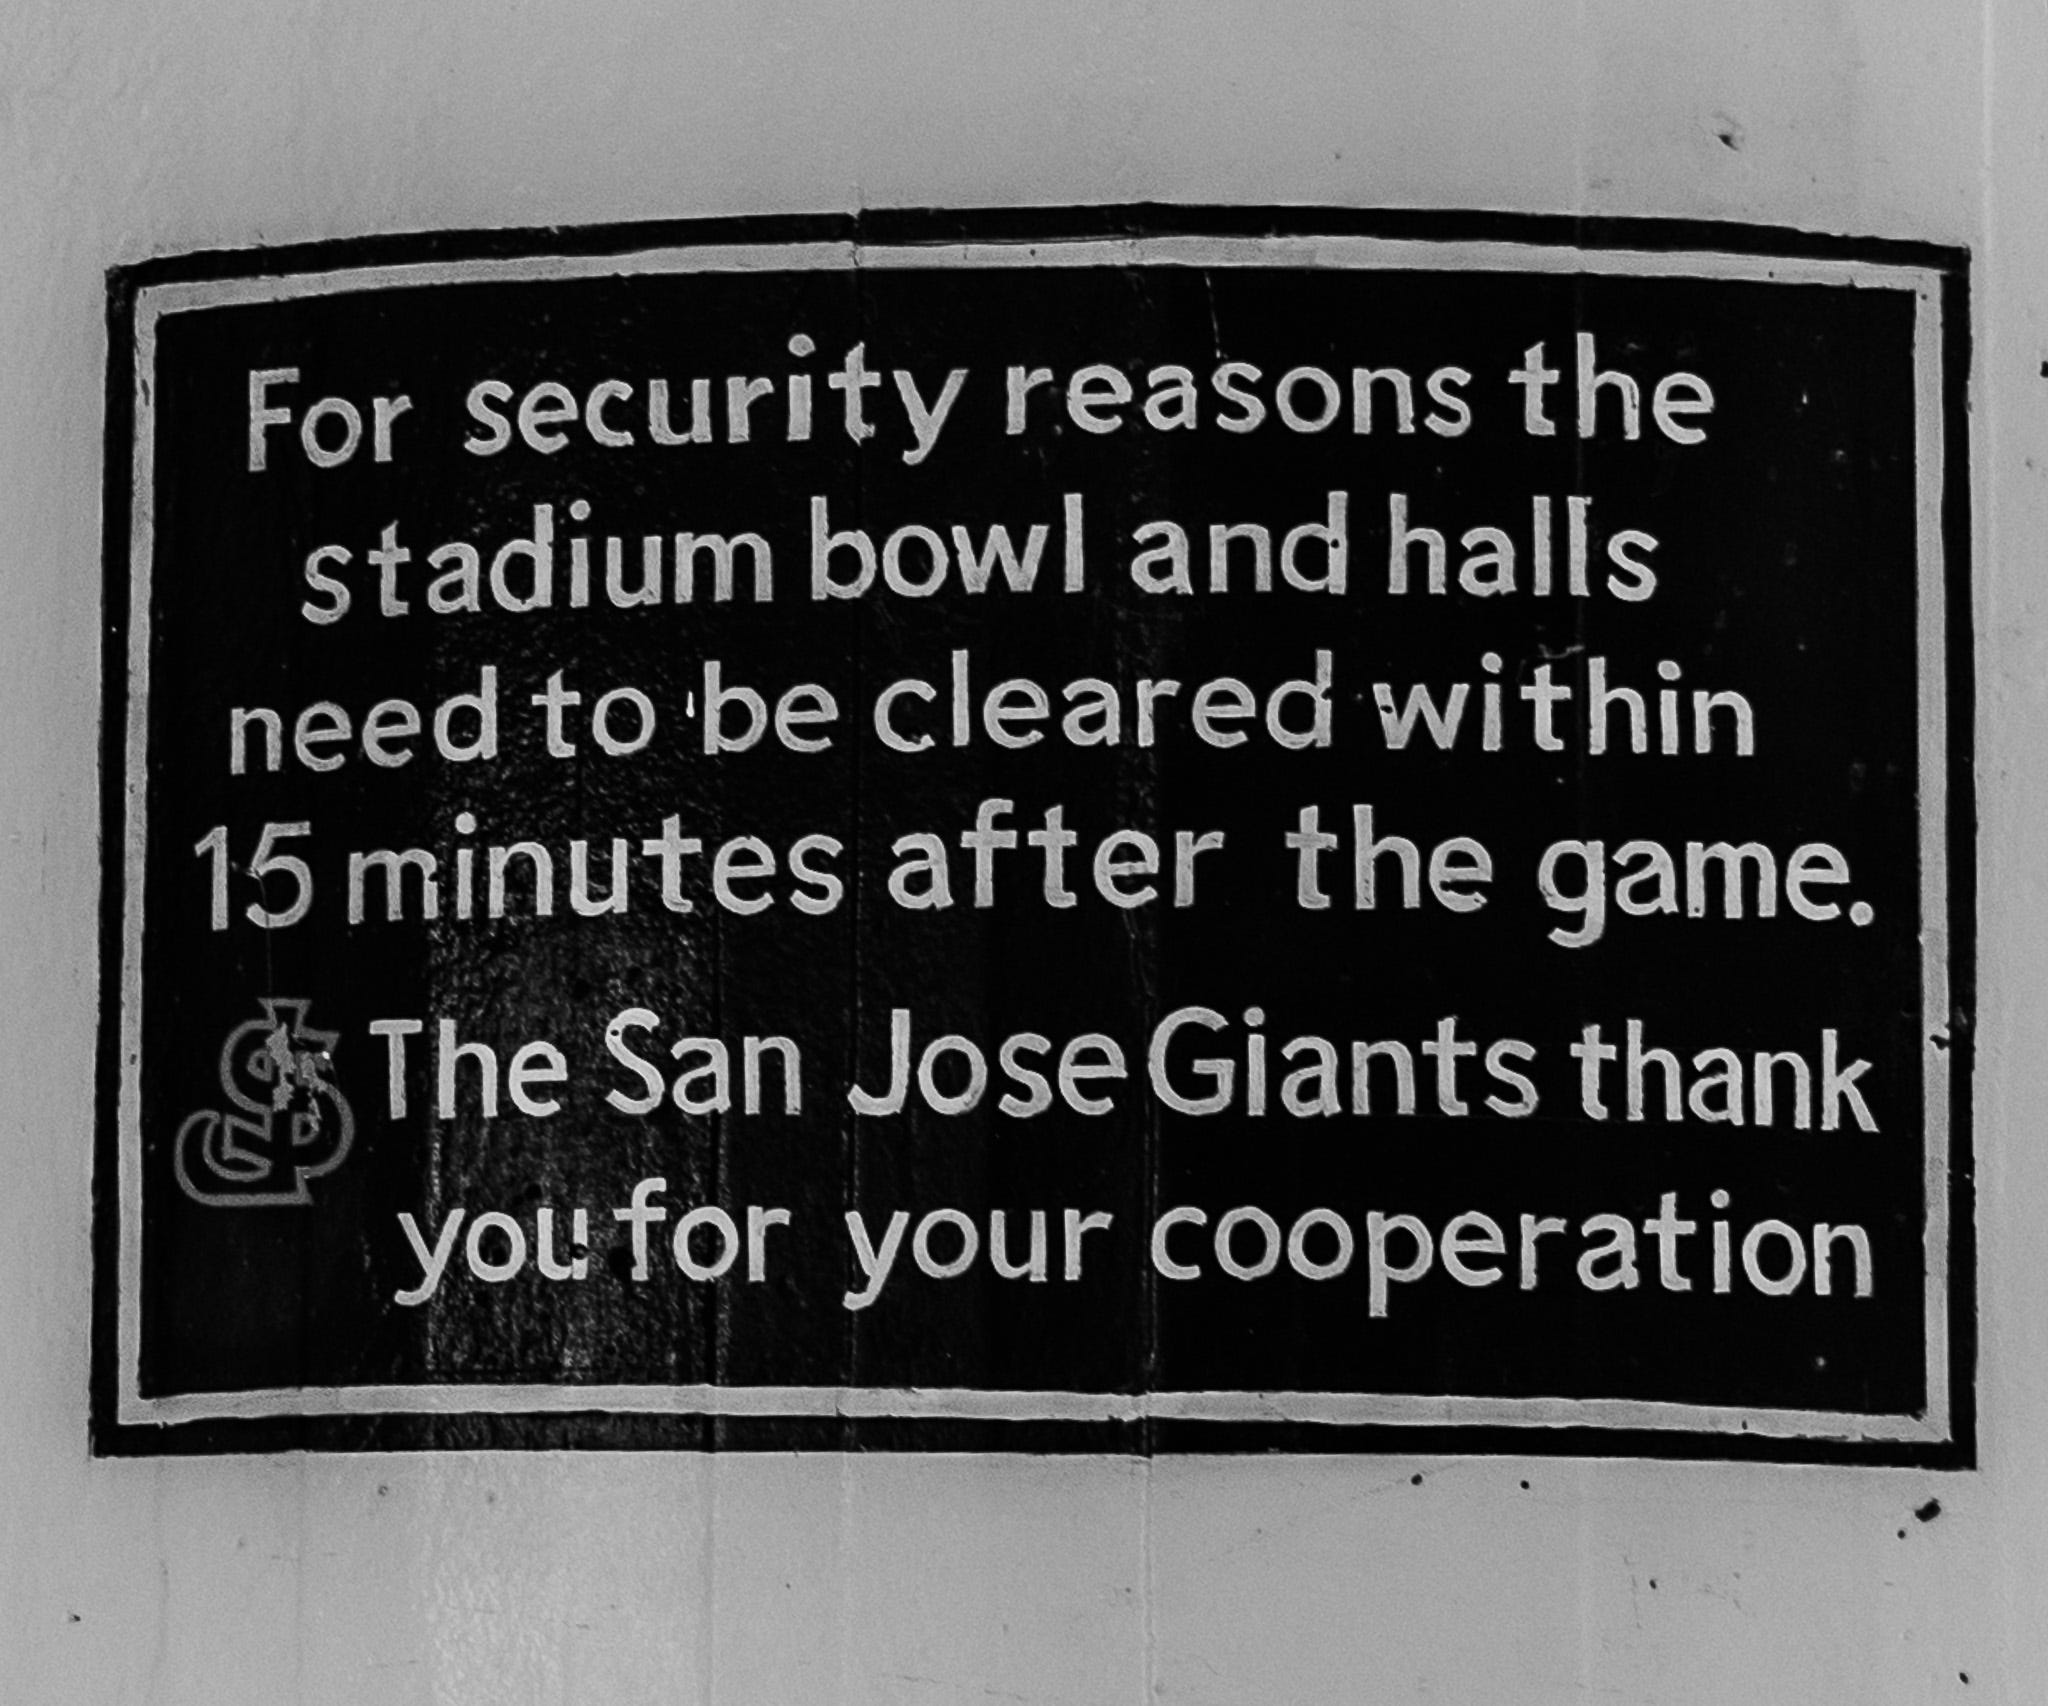 For security reasons the
stadium bowl and halls
need to be cleared within
15 minutes after the game.
SJ
The San Jose Giants thank
you for your cooperation